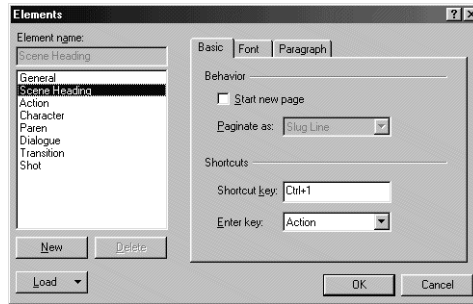 Elements
Element name:
Scene Heading
General
Scene Heading
Action
Character
Paren
Dialogue
Transition
Shot
New
Delete
Load
Basic
Font
Paragraph
Behavior
Start new page
Paginate as:
Slug Line
Shortcuts
Shortcut key:
Ctrl+1
Enter key:
Action
OK
Cancel